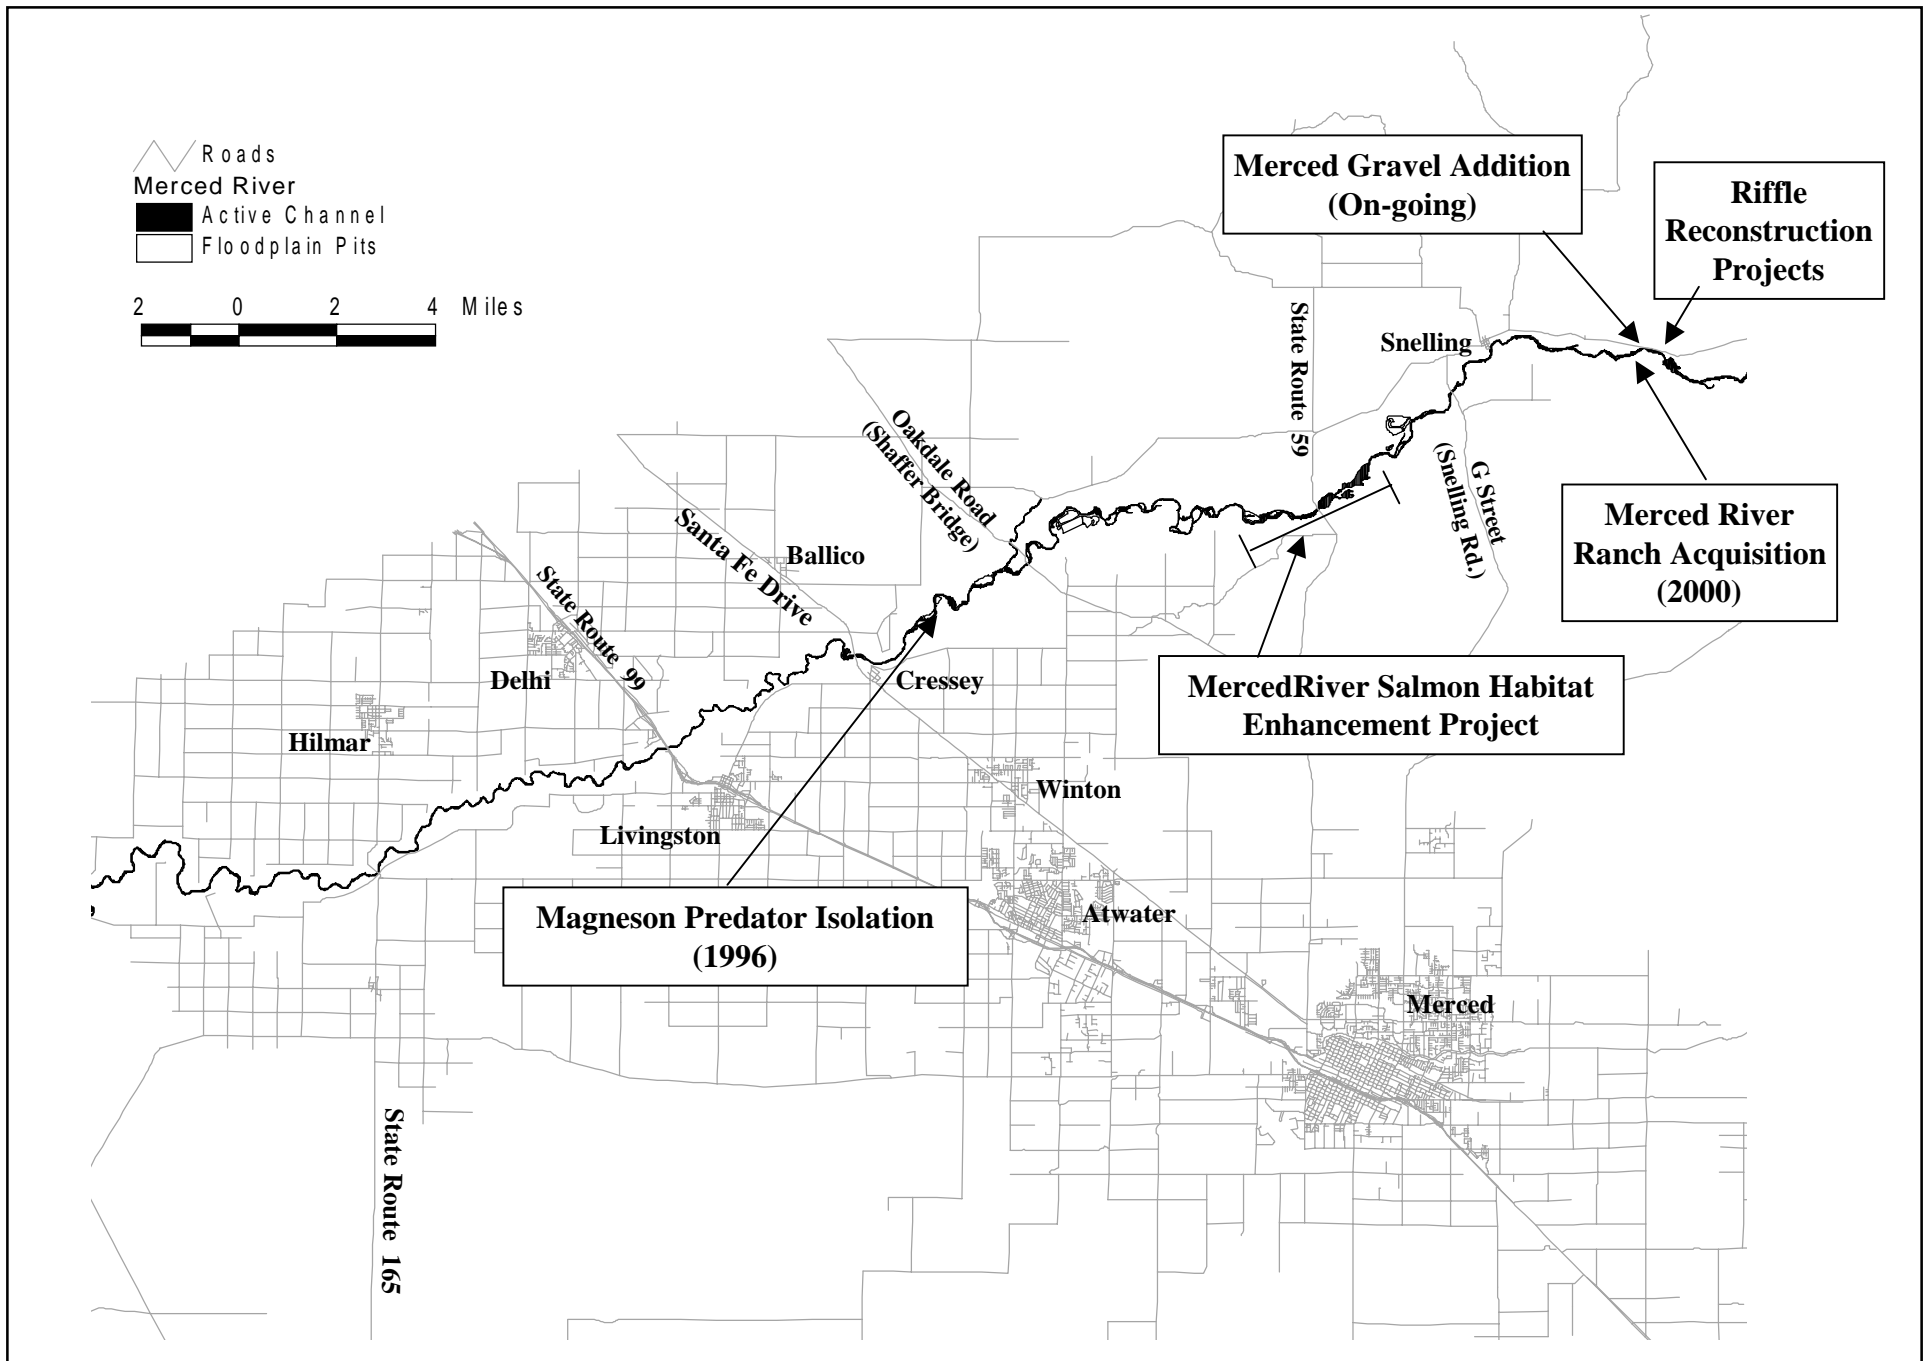 Roads
Merced River
Active Channel
Floodplain Pits
2 0 2 4 Miles
Merced Gravel Addition
(On-going)
Riffle
Reconstruction
Projects
State Route 59
Snelling
Oakdale Road
(Shaffer Bridge)
G Street
(Snelling Rd.)
Merced River
Ranch Acquisition
(2000)
Santa Fe Drive
Ballico
State Route 99
Delhi
Cressey
MercedRiver Salmon Habitat
Enhancement Project
Hilmar
Winton
Livingston
Magneson Predator Isolation
(1996)
Atwater
Merced
State Route 165